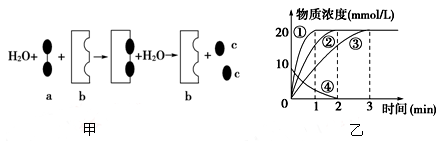 H₂O+ + → +H₂O→ +
a b b c c
甲
物质浓度(mmol/L)
20
10
0
① ② ③ ④
1 2 3
时间 (min)
乙